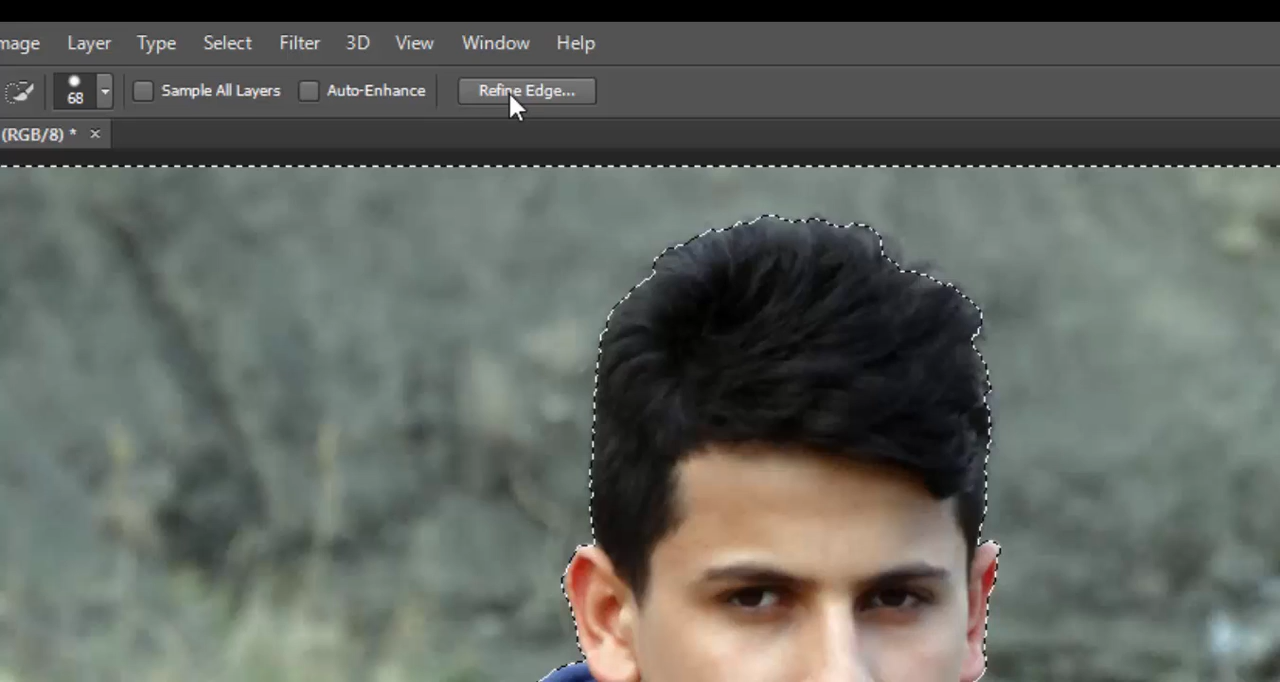 mage Layer Type Select Filter 3D View Window Help
68 Sample All Layers Auto-Enhance Refine Edge...
(RGB/8) * ×